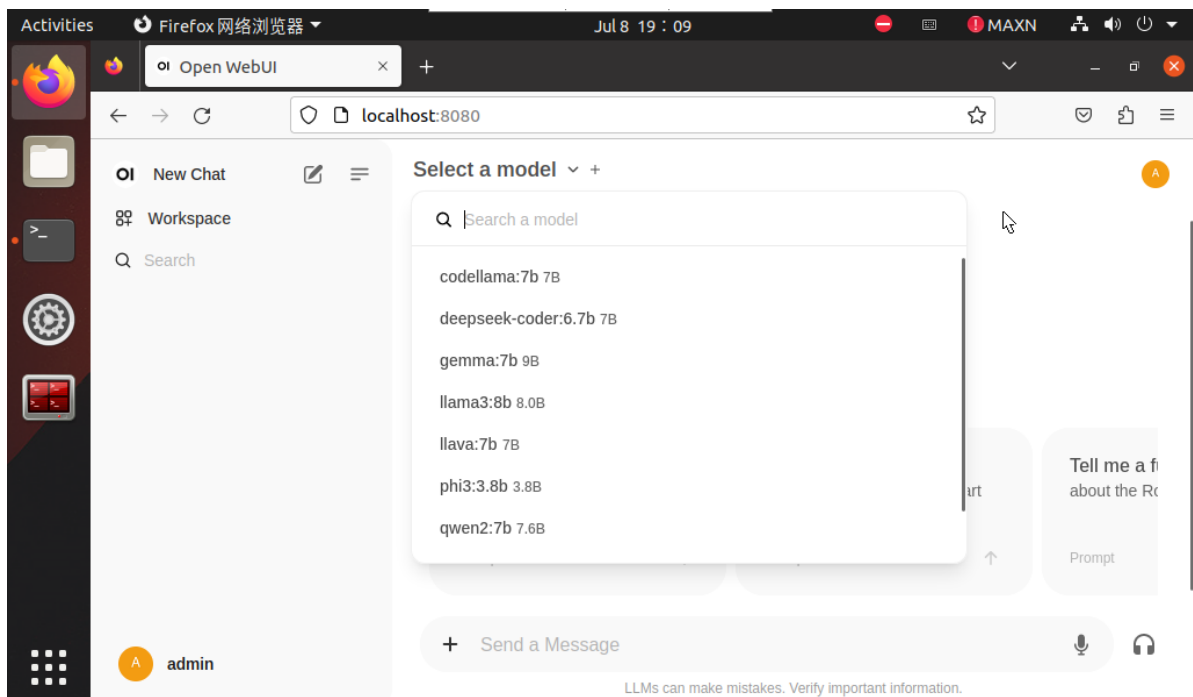 Activities Firefox 网络浏览器 Jul 8 19：09 MAXN
OI Open WebUI
localhost:8080
OI New Chat
Workspace
Search
Select a model
Search a model
codellama:7b 7B
deepseek-coder:6.7b 7B
gemma:7b 9B
llama3:8b 8.0B
llava:7b 7B
phi3:3.8b 3.8B
qwen2:7b 7.6B
Tell me a
about the
Prompt
Send a Message
A admin
A
LLMs can make mistakes. Verify important information.